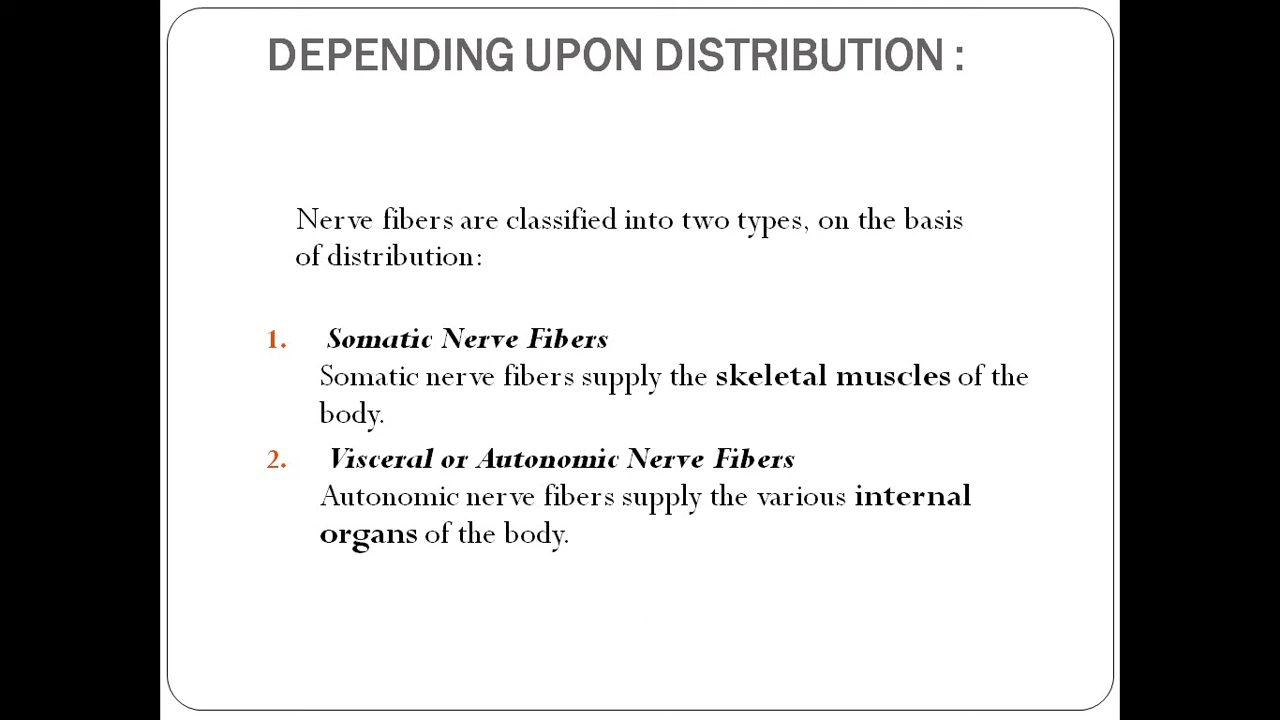 DEPENDING UPON DISTRIBUTION :
Nerve fibers are classified into two types, on the basis
of distribution:
1. Somatic Nerve Fibers
Somatic nerve fibers supply the skeletal muscles of the
body.
2. Visceral or Autonomic Nerve Fibers
Autonomic nerve fibers supply the various internal
organs of the body.